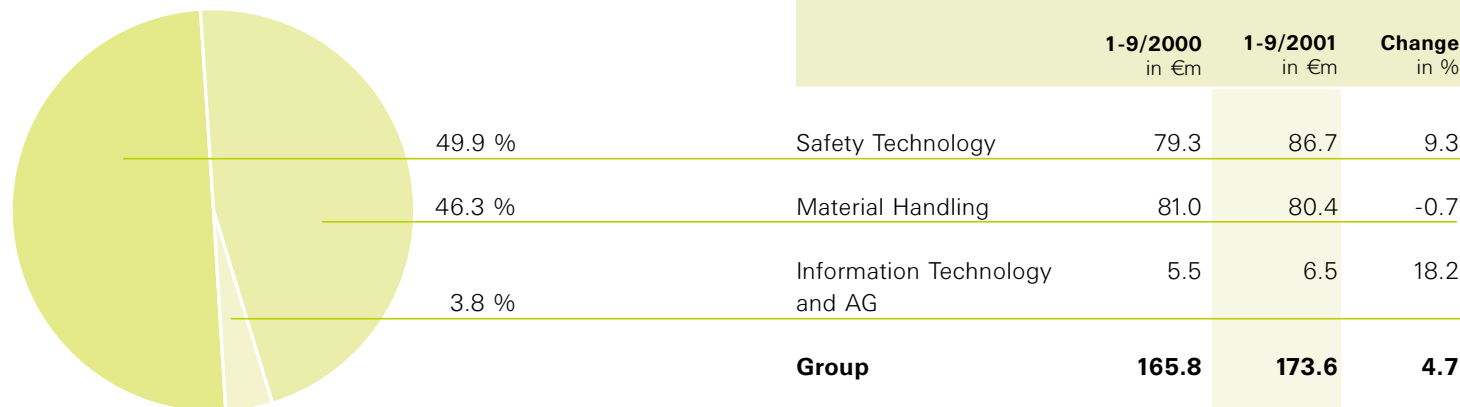 1-9/2000 1-9/2001 Change
in €m in €m in %
49.9 % Safety Technology 79.3 86.7 9.3
46.3 % Material Handling 81.0 80.4 -0.7
Information Technology 5.5 6.5 18.2
3.8 % and AG
Group 165.8 173.6 4.7